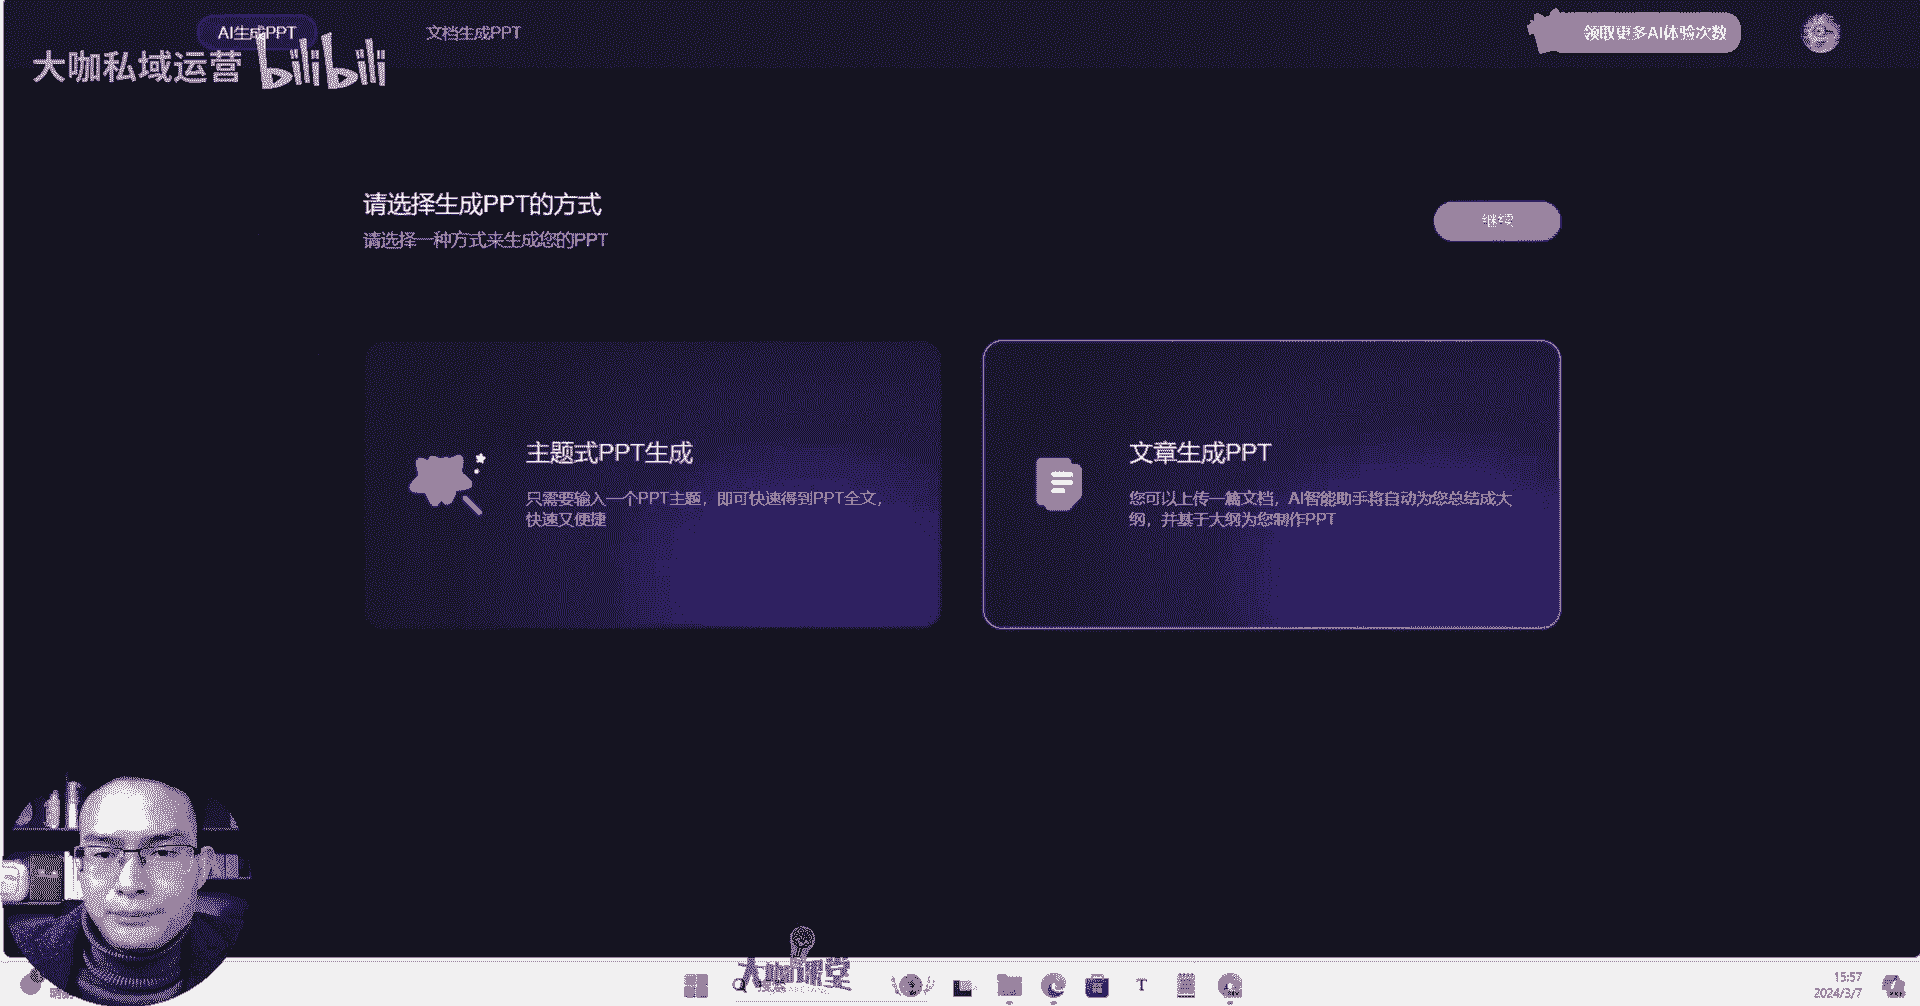 AI生成PPT
文档生成PPT
领取更多AI体验次数
大咖私域运营 bilibili
请选择生成PPT的方式
请选择一种方式来生成您的PPT
继续
主题式PPT生成
只需要输入一个PPT主题，即可快速得到PPT全文，
快速又便捷
文章生成PPT
您可以上传一篇文档，AI智能助手将自动为您总结成大
纲，并基于大纲为您制作PPT
大咖课堂
T
15:57
2024/3/7